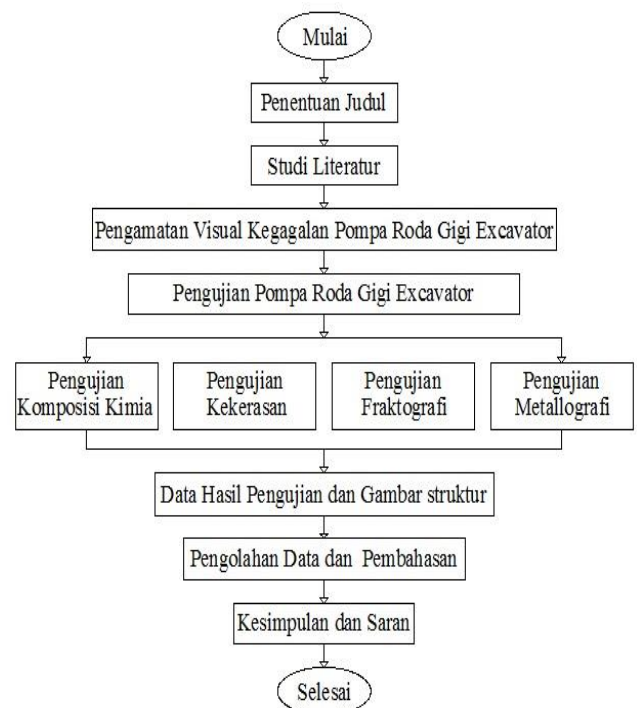 Mulai
Penentuan Judul
Studi Literatur
Pengamatan Visual Kegagalan Pompa Roda Gigi Excavator
Pengujian Pompa Roda Gigi Excavator
Pengujian
Komposisi Kimia
Pengujian
Kekerasan
Pengujian
Fraktografi
Pengujian
Metallografi
Data Hasil Pengujian dan Gambar struktur
Pengolahan Data dan Pembahasan
Kesimpulan dan Saran
Selesai